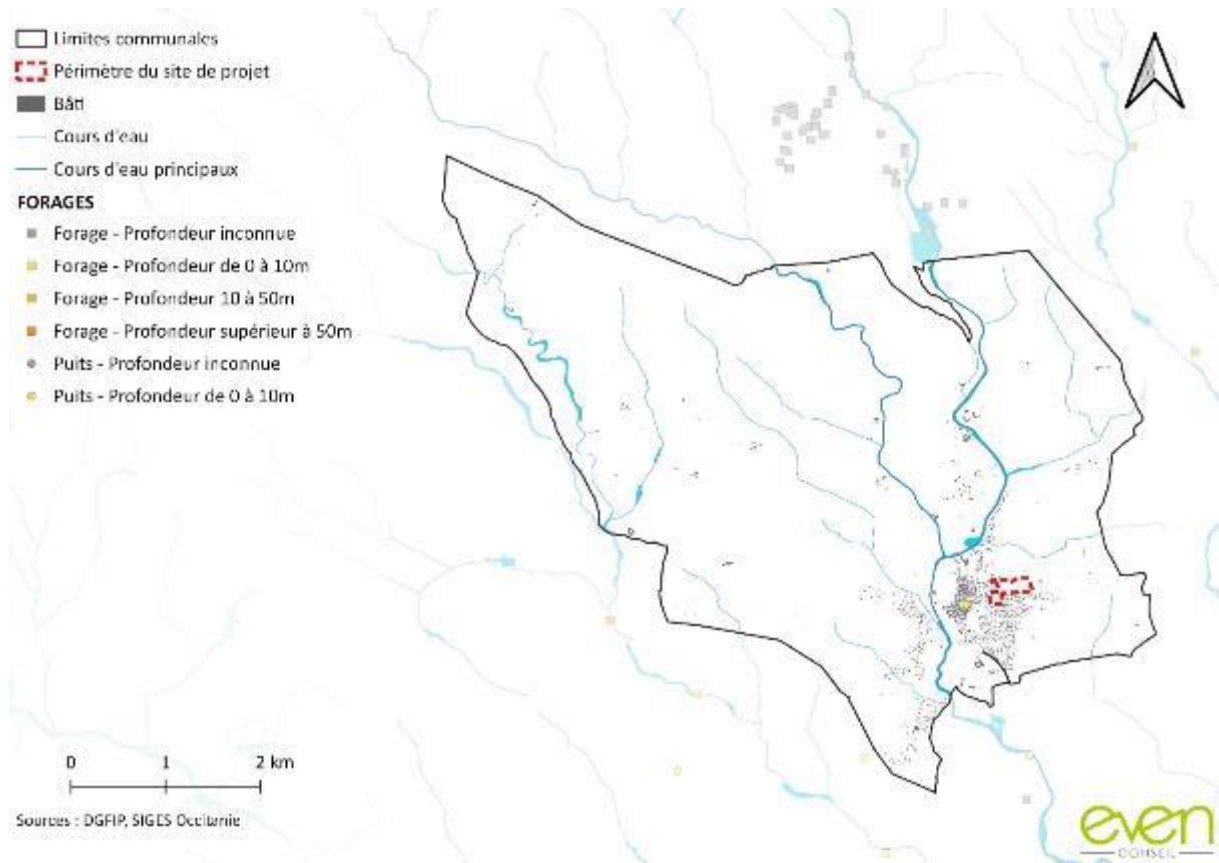 Limites communales
Périmètre du site de projet
Bâti
Cours d'eau
Cours d'eau principaux
FORAGES
Forage - Profondeur inconnue
Forage - Profondeur de 0 à 10m
Forage - Profondeur 10 à 50m
Forage - Profondeur supérieur à 50m
Puits - Profondeur inconnue
Puits - Profondeur de 0 à 10m
0 1 2 km
Sources : DGFIP, SIGES Occitanie
even
CONSEIL